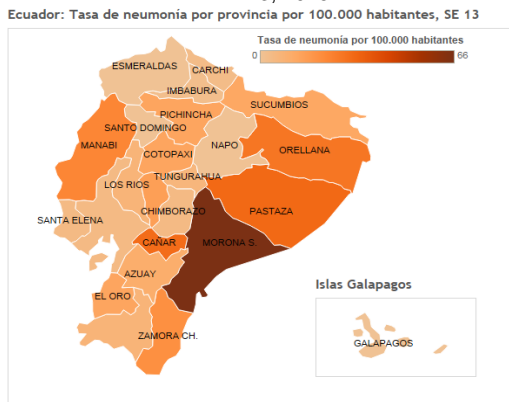 Ecuador: Tasa de neumonía por provincia por 100.000 habitantes, SE 13
Tasa de neumonía por 100.000 habitantes
0 66
ESMERALDAS
CARCHI
IMBABURA
SUCUMBIOS
PICHINCHA
SANTO DOMINGO
MANABI
NAPO
ORELLANA
COTOPAXI
TUNGURAHUA
LOS RIOS
CHIMBORAZO
PASTAZA
SANTA ELENA
CAÑAR
MORONA S.
AZUAY
Islas Galapagos
EL ORO
ZAMORA CH.
GALAPAGOS